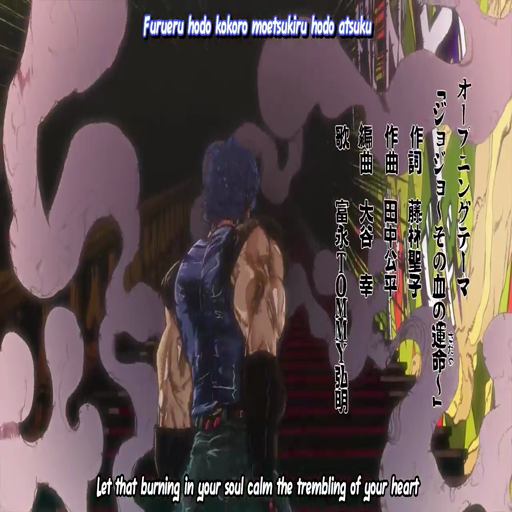 Furueru hodo kokoro moetsukiru hodo atsuku
オープニングテーマ
「ジョジョ～その血の運命～」
さだめ
作詞　藤林聖子
作曲　田中公平
編曲　大谷 幸
歌　富永TOMMY弘明
Let that burning in your soul calm the trembling of your heart